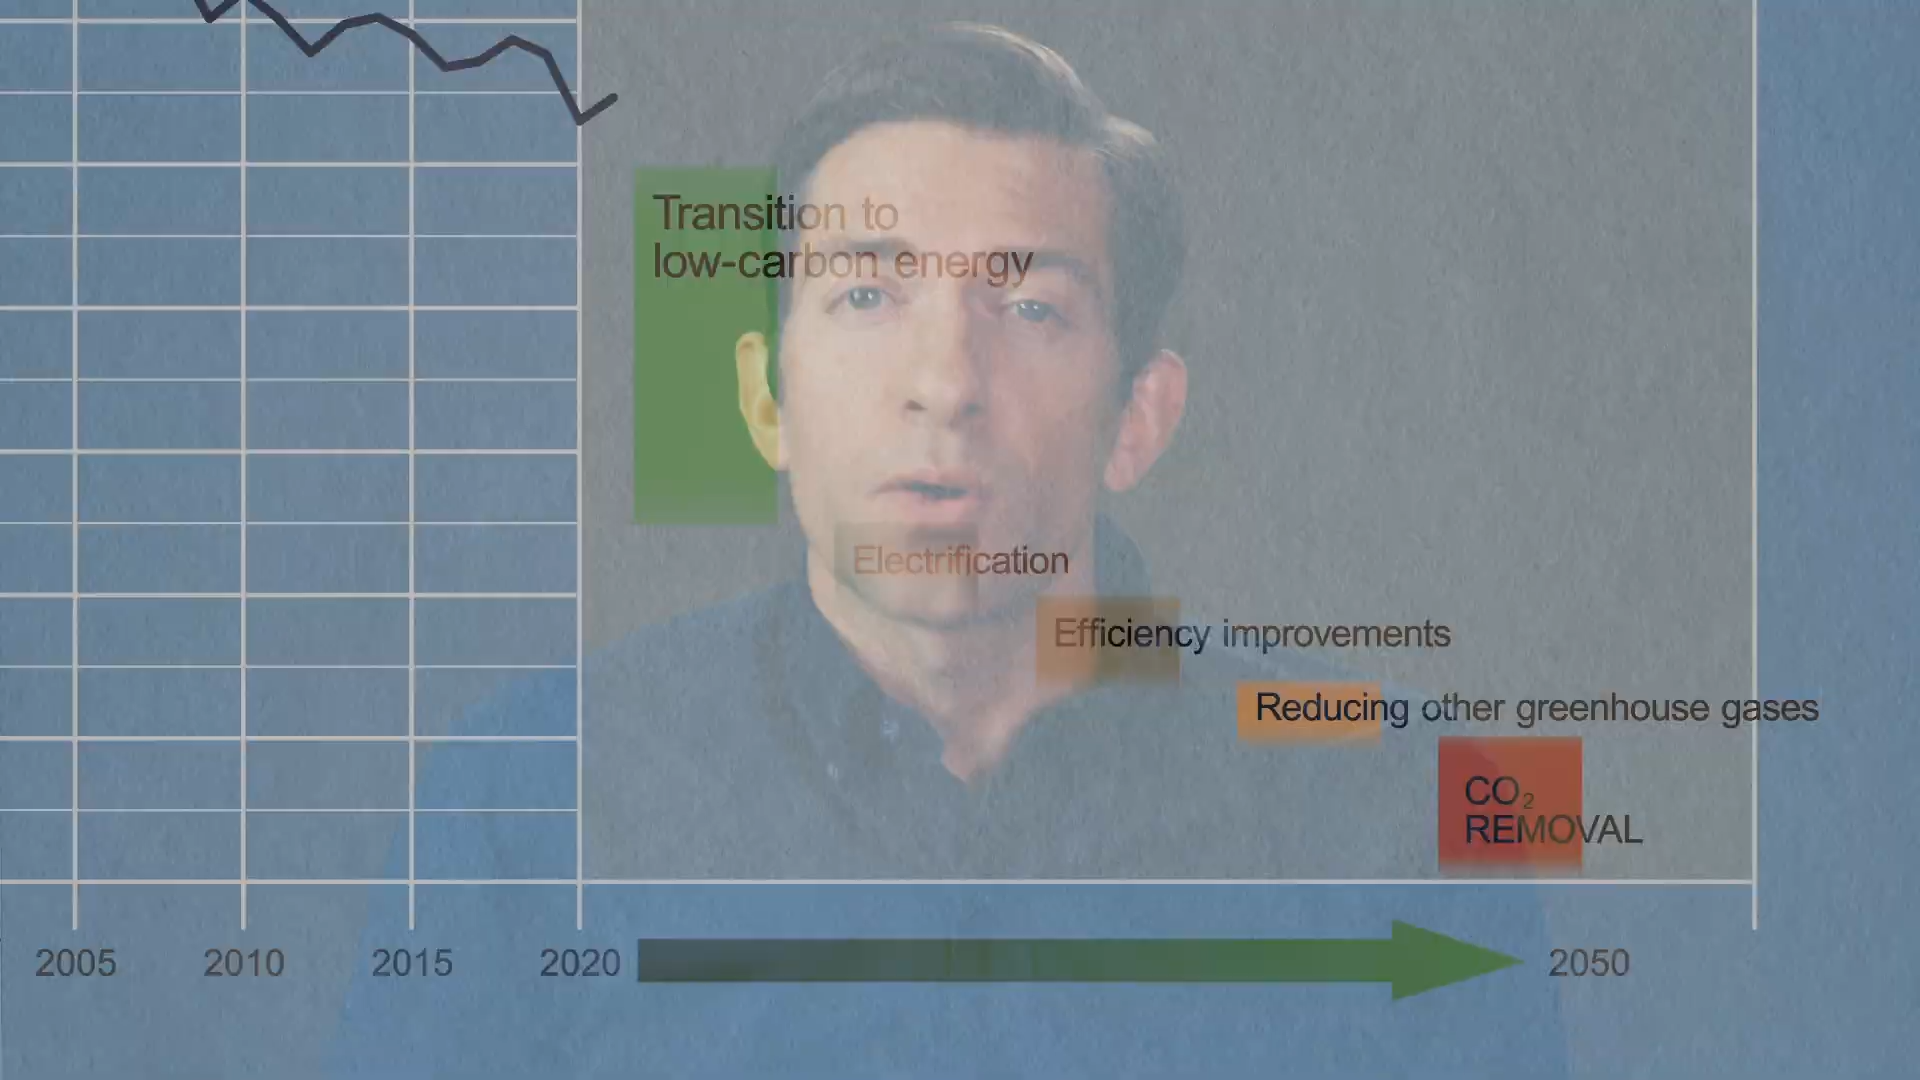 Transition to
low-carbon energy
Electrification
Efficiency improvements
Reducing other greenhouse gases
CO₂
REMOVAL
2005 2010 2015 2020 2050